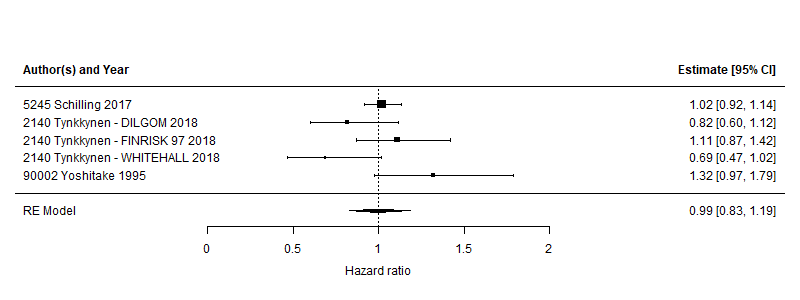 Author(s) and Year Estimate [95% CI]
5245 Schilling 2017 1.02 [0.92, 1.14]
2140 Tynkkynen - DILGOM 2018 0.82 [0.60, 1.12]
2140 Tynkkynen - FINRISK 97 2018 1.11 [0.87, 1.42]
2140 Tynkkynen - WHITEHALL 2018 0.69 [0.47, 1.02]
90002 Yoshitake 1995 1.32 [0.97, 1.79]
RE Model 0.99 [0.83, 1.19]
0 0.5 1 1.5 2
Hazard ratio